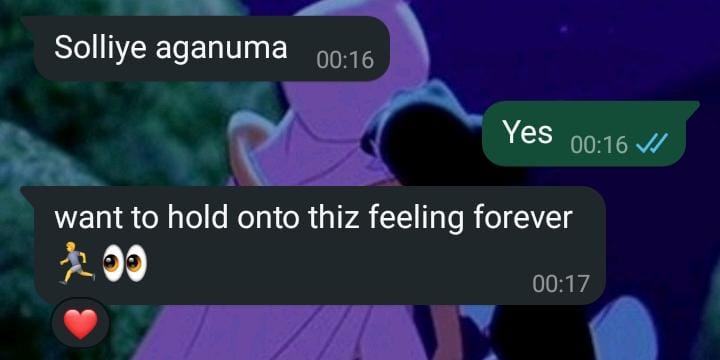 Solliye aganuma 00:16
Yes 00:16
want to hold onto thiz feeling forever
🏃👀
00:17
❤️